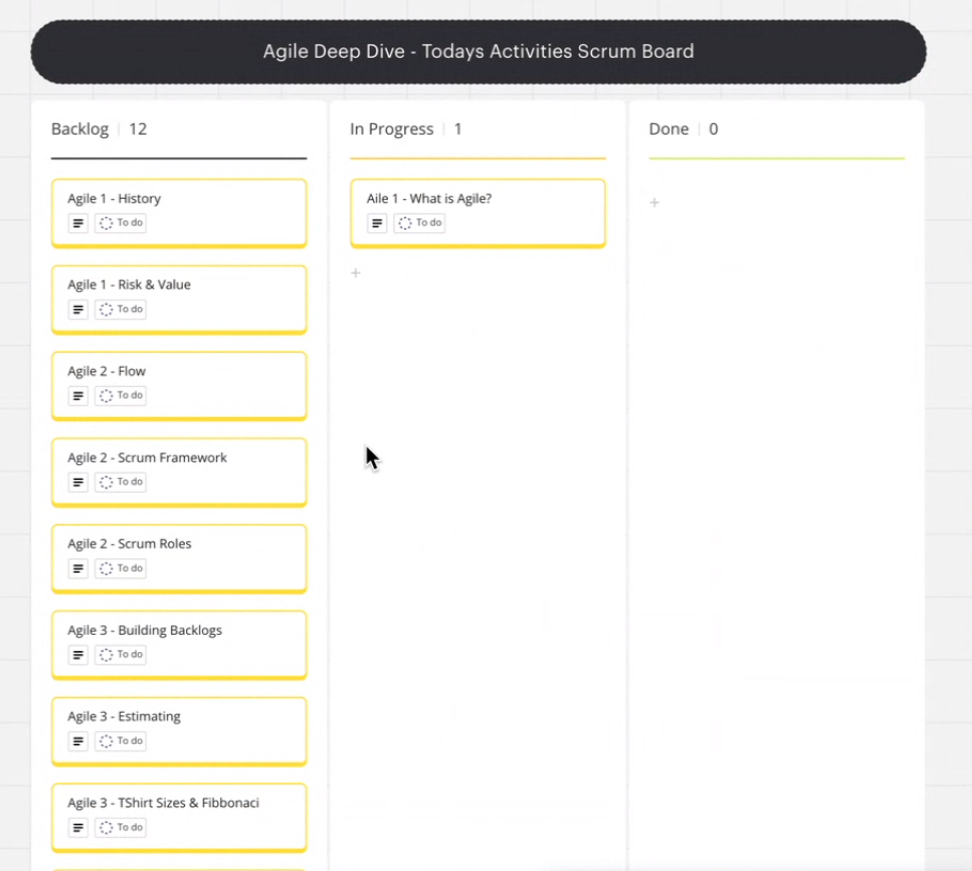 Agile Deep Dive - Todays Activities Scrum Board
Backlog | 12
Agile 1 - History
To do
Agile 1 - Risk & Value
To do
Agile 2 - Flow
To do
Agile 2 - Scrum Framework
To do
Agile 2 - Scrum Roles
To do
Agile 3 - Building Backlogs
To do
Agile 3 - Estimating
To do
Agile 3 - TShirt Sizes & Fibbonaci
To do
In Progress | 1
Aile 1 - What is Agile?
To do
+
Done | 0
+